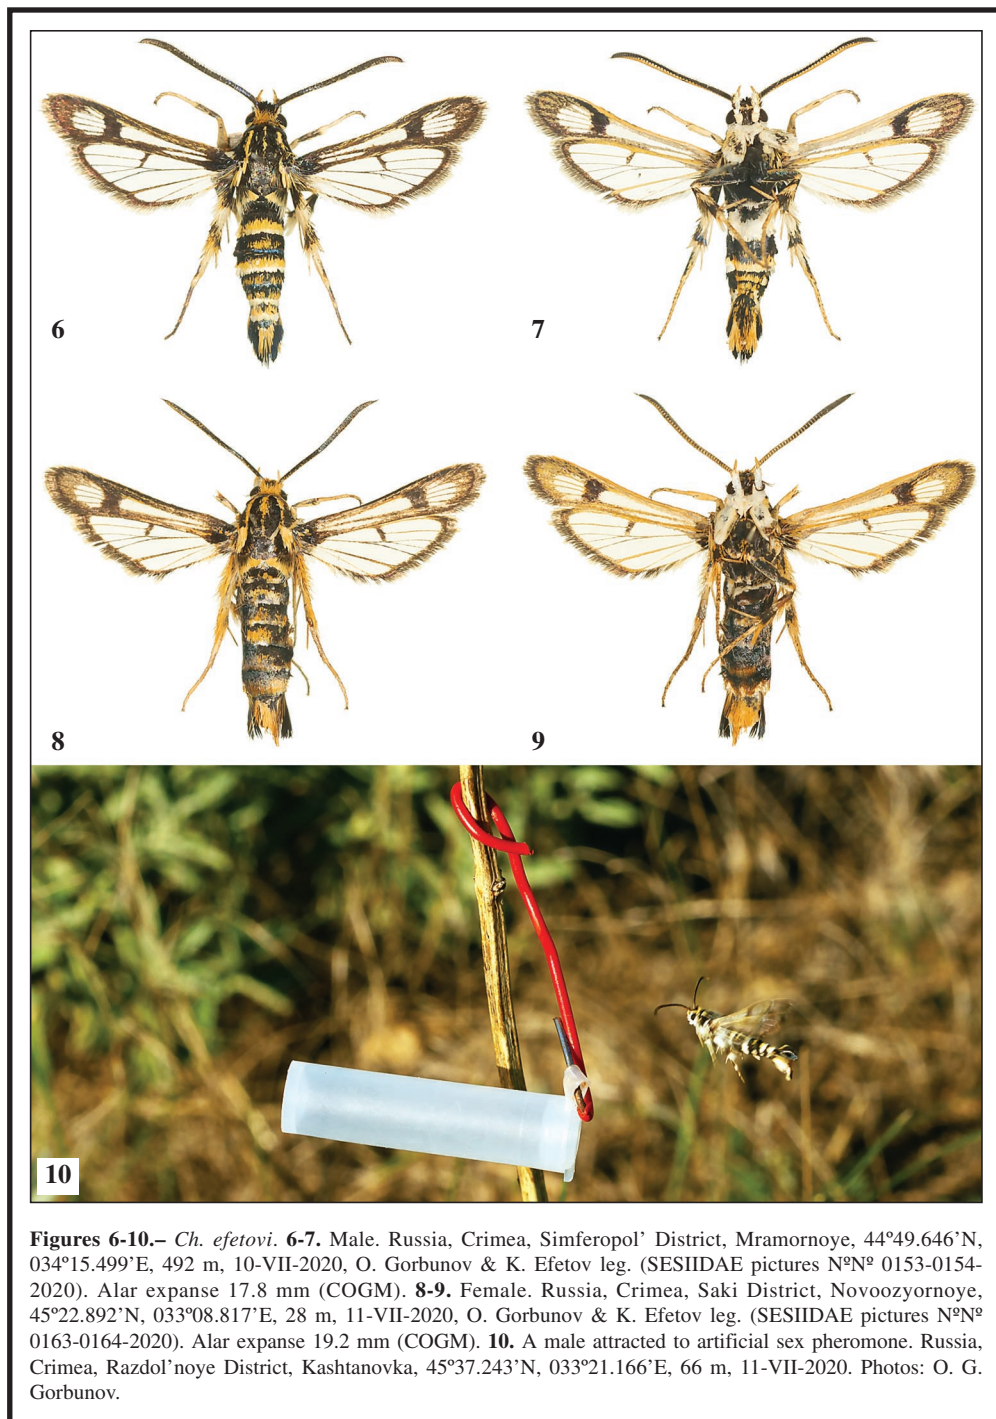 6
7
8
9
10
Figures 6-10.– Ch. efetovi. 6-7. Male. Russia, Crimea, Simferopol’ District, Mramornoye, 44º49.646’N,
034º15.499’E, 492 m, 10-VII-2020, O. Gorbunov & K. Efetov leg. (SESIIDAE pictures NºNº 0153-0154-
2020). Alar expanse 17.8 mm (COGM). 8-9. Female. Russia, Crimea, Saki District, Novoozyornoye,
45º22.892’N, 033º08.817’E, 28 m, 11-VII-2020, O. Gorbunov & K. Efetov leg. (SESIIDAE pictures NºNº
0163-0164-2020). Alar expanse 19.2 mm (COGM). 10. A male attracted to artificial sex pheromone. Russia,
Crimea, Razdol’noye District, Kashtanovka, 45º37.243’N, 033º21.166’E, 66 m, 11-VII-2020. Photos: O. G.
Gorbunov.